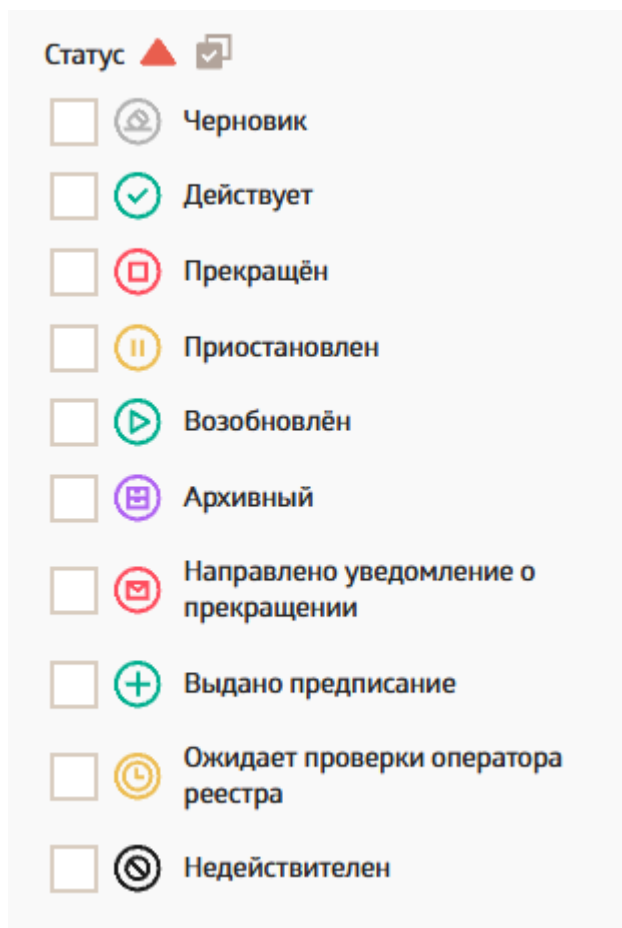 Статус
Черновик
Действует
Прекращён
Приостановлен
Возобновлён
Архивный
Направлено уведомление о
прекращении
Выдано предписание
Ожидает проверки оператора
реестра
Недействителен